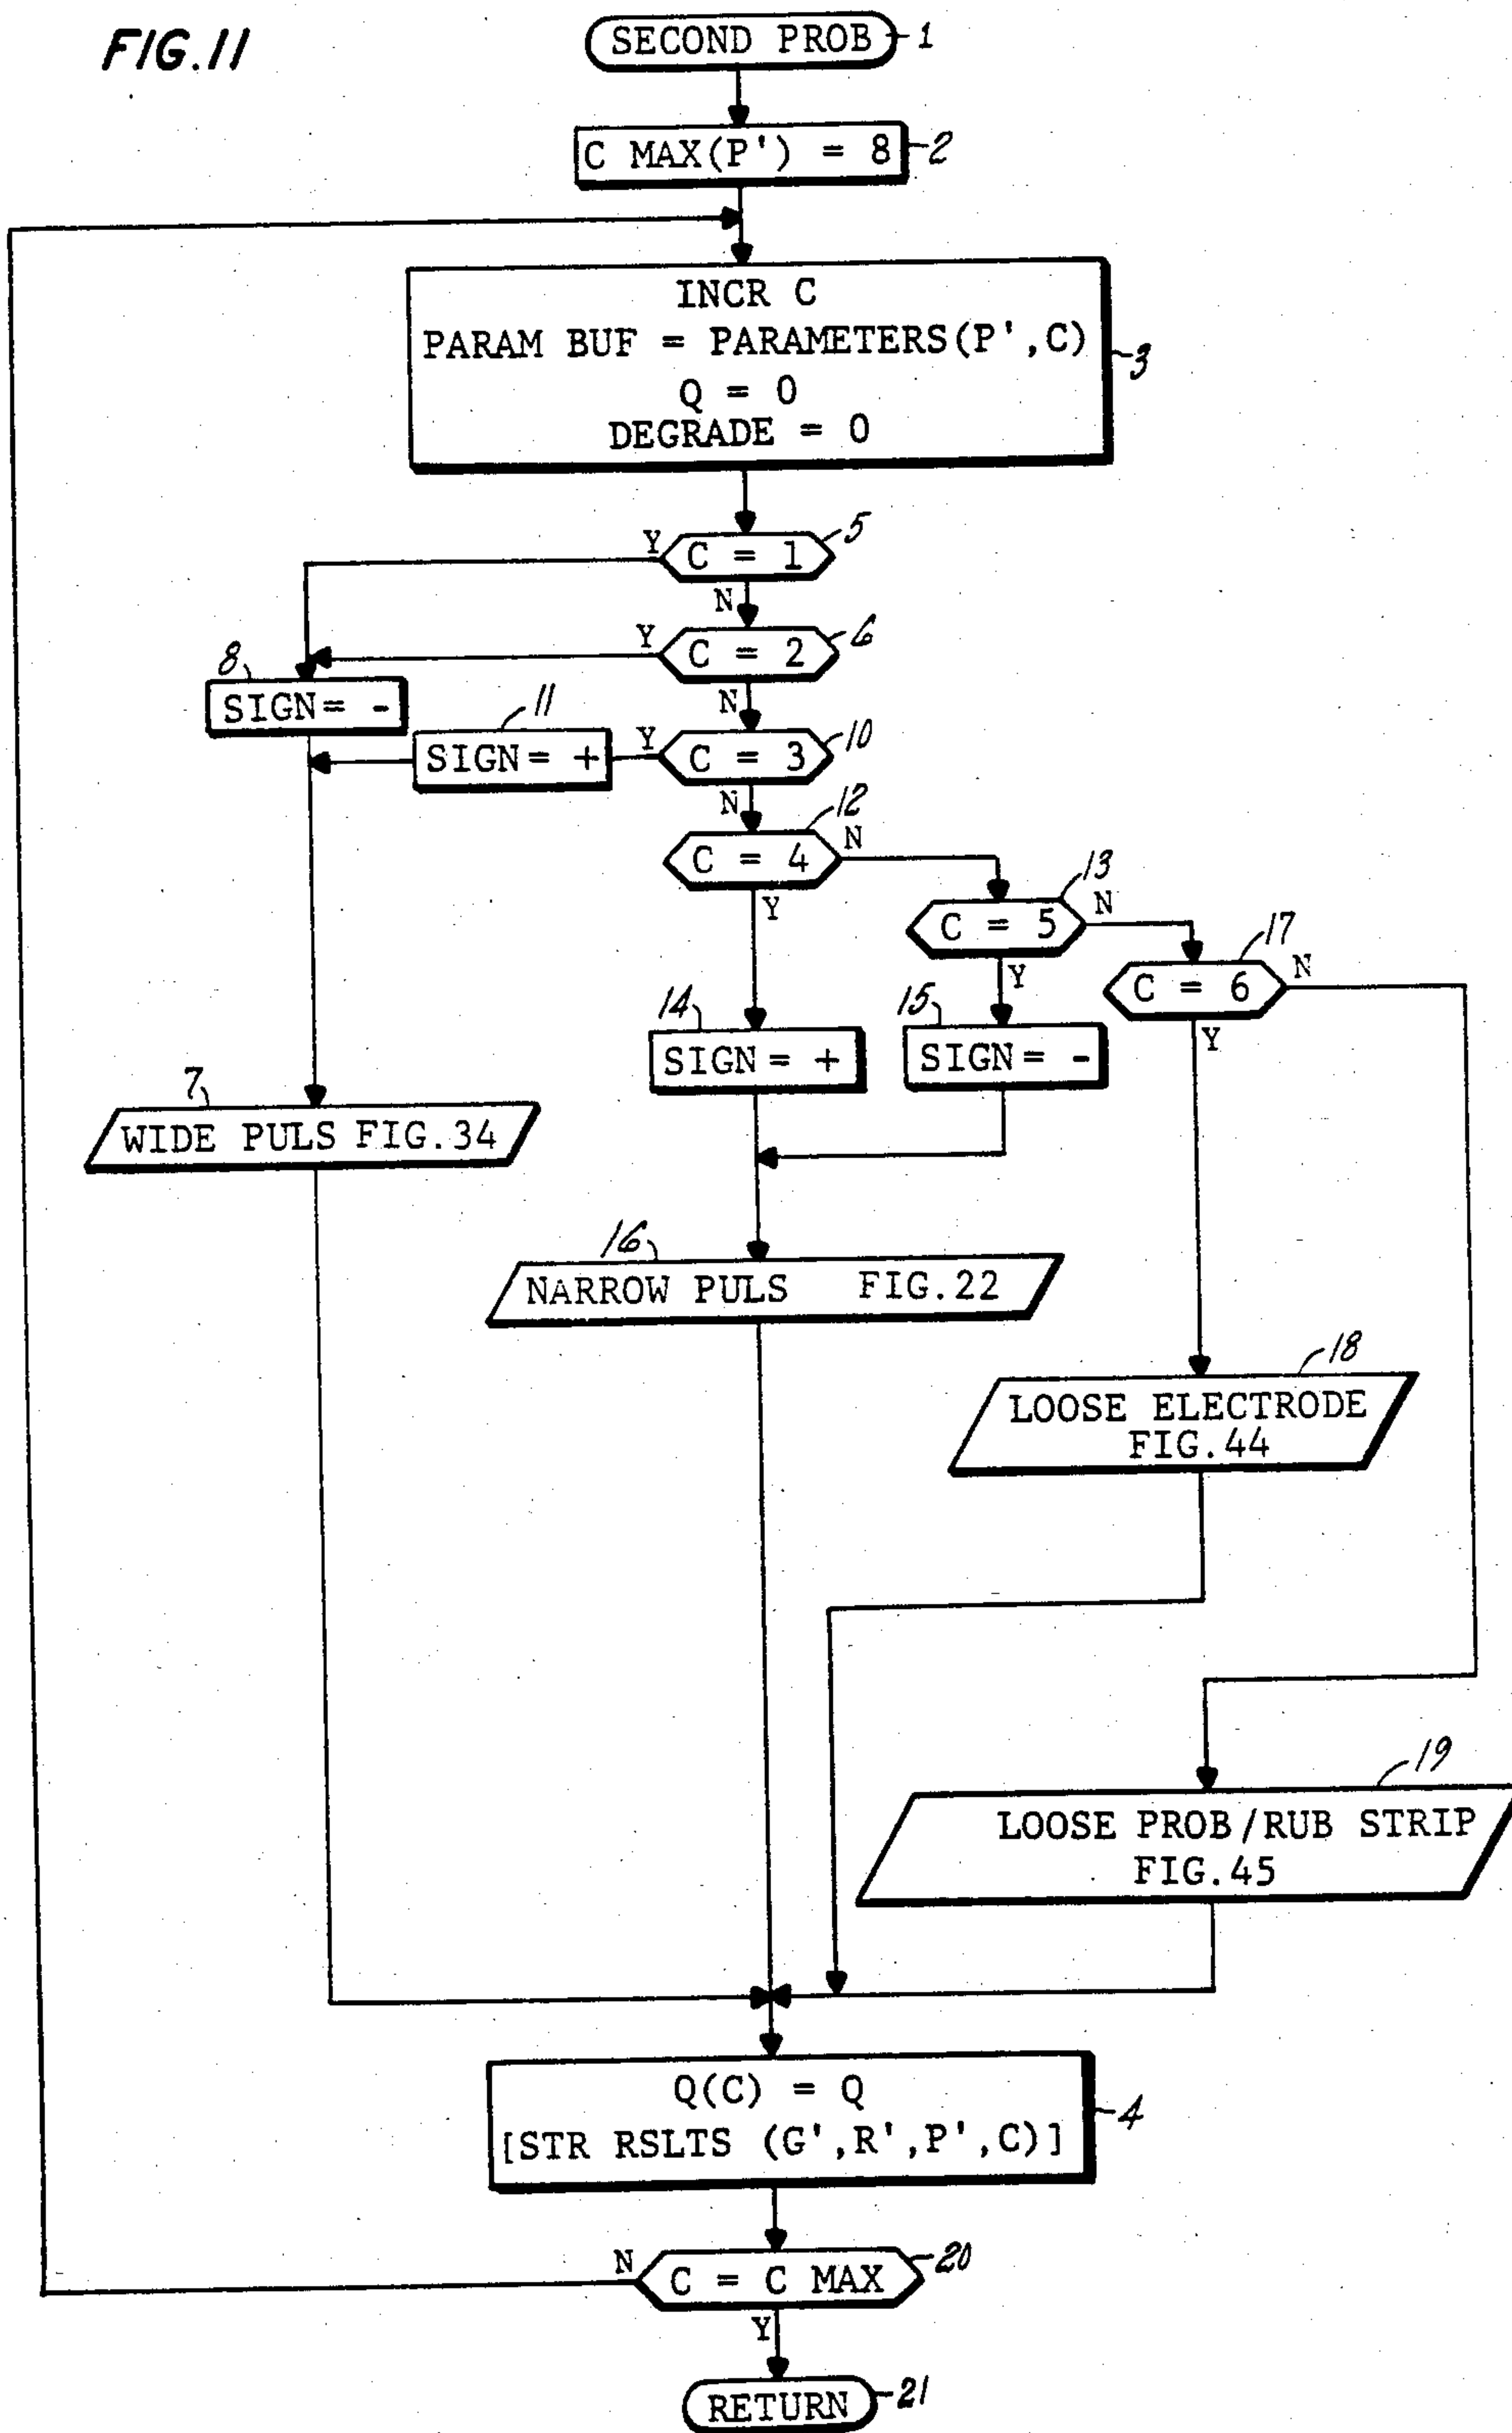 FIG.11
SECOND PROB
1
C MAX(P') = 8
2
INCR C
PARAM BUF = PARAMETERS(P',C)
Q = 0
DEGRADE = 0
3
C = 1
5
Y
N
C = 2
6
Y
N
8
SIGN= -
11
SIGN= +
Y
C = 3
10
N
C = 4
12
N
Y
C = 5
13
N
Y
C = 6
17
N
Y
14
SIGN= +
15
SIGN= -
7
WIDE PULS FIG.34
16
NARROW PULS FIG.22
18
LOOSE ELECTRODE
FIG.44
19
LOOSE PROB/RUB STRIP
FIG.45
Q(C) = Q
[STR RSLTS (G',R',P',C)]
4
N
C = C MAX
20
Y
RETURN
21